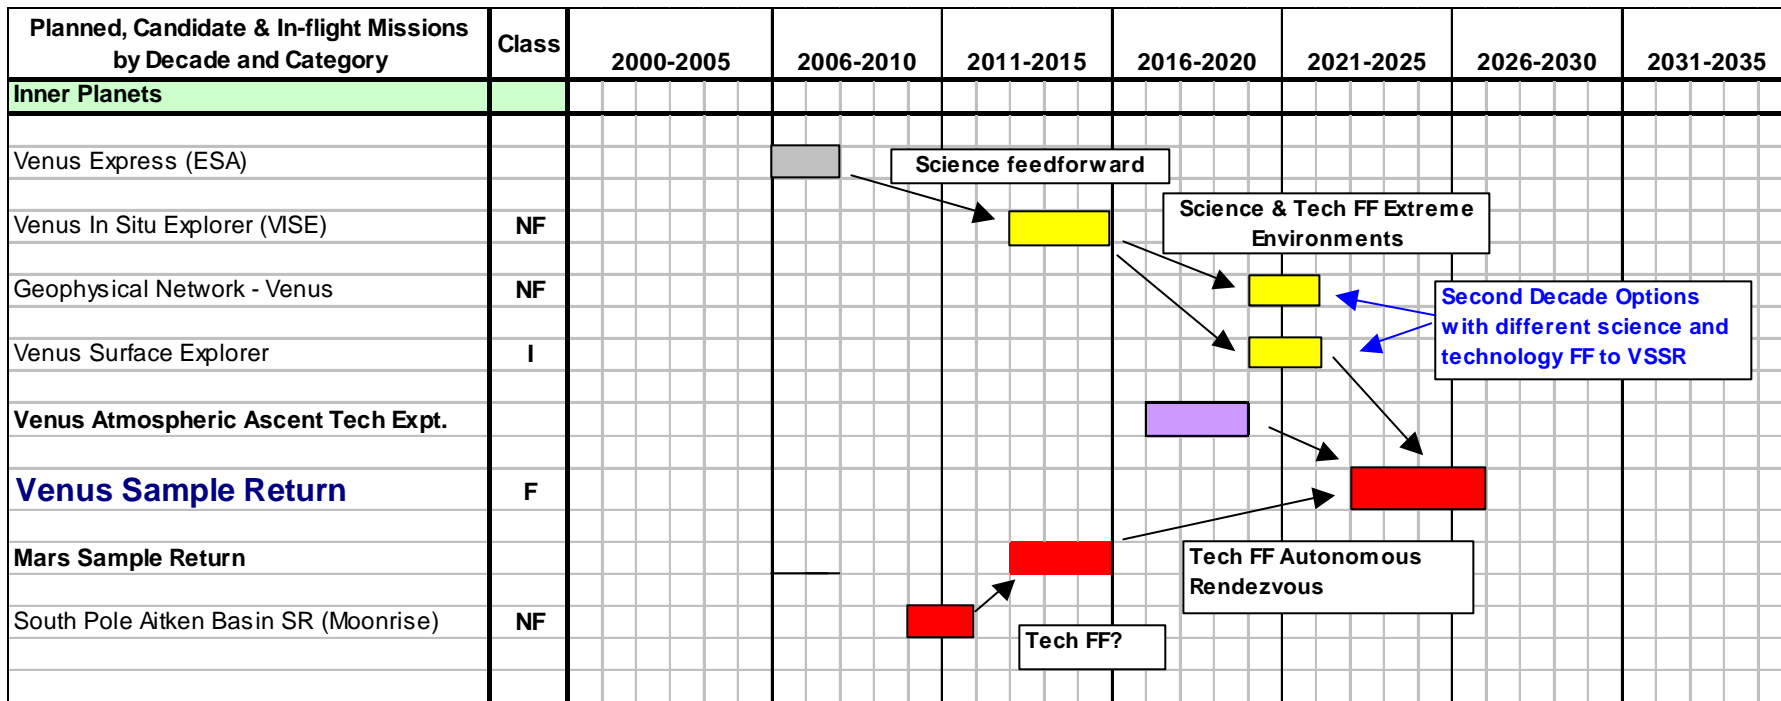 Planned, Candidate & In-flight Missions
by Decade and Category
Class
2000-2005
2006-2010
2011-2015
2016-2020
2021-2025
2026-2030
2031-2035
Inner Planets
Venus Express (ESA)
Science feedforward
Venus In Situ Explorer (VISE)
NF
Science & Tech FF Extreme
Environments
Geophysical Network - Venus
NF
Second Decade Options
with different science and
technology FF to VSSR
Venus Surface Explorer
I
Venus Atmospheric Ascent Tech Expt.
Venus Sample Return
F
Mars Sample Return
Tech FF Autonomous
Rendezvous
South Pole Aitken Basin SR (Moonrise)
NF
Tech FF?